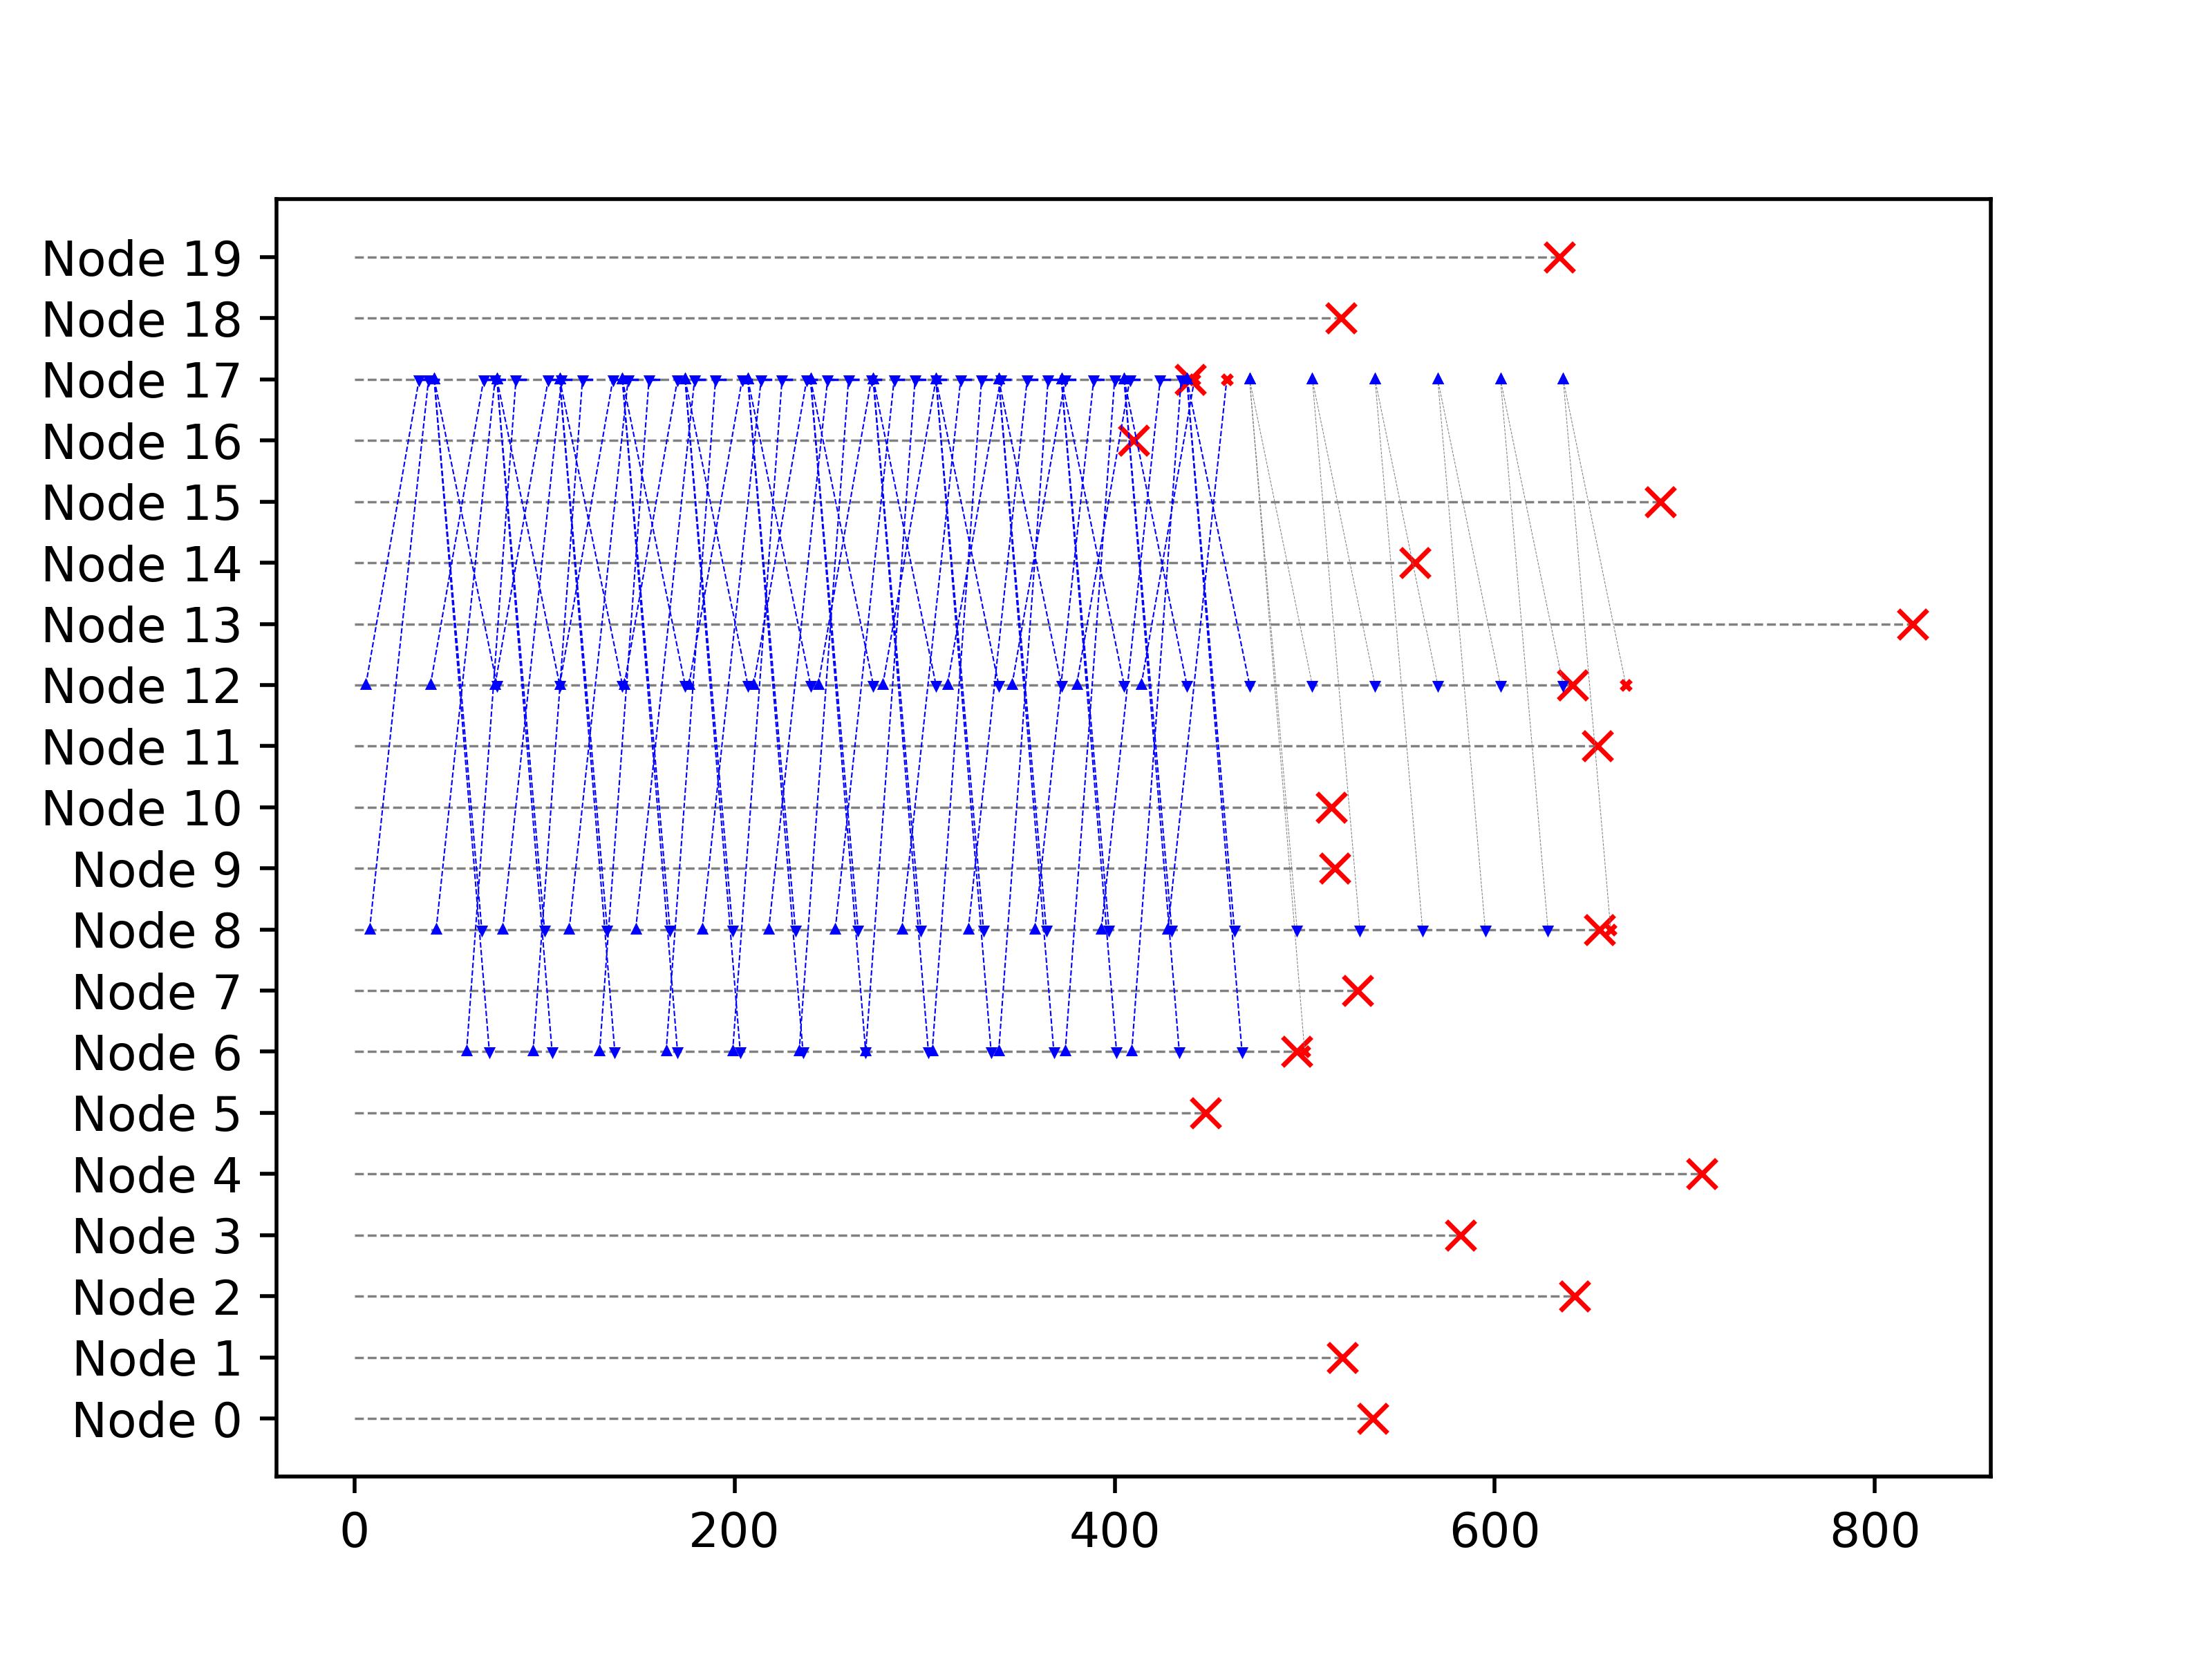 Node 19
Node 18
Node 17
Node 16
Node 15
Node 14
Node 13
Node 12
Node 11
Node 10
Node 9
Node 8
Node 7
Node 6
Node 5
Node 4
Node 3
Node 2
Node 1
Node 0
0 200 400 600 800